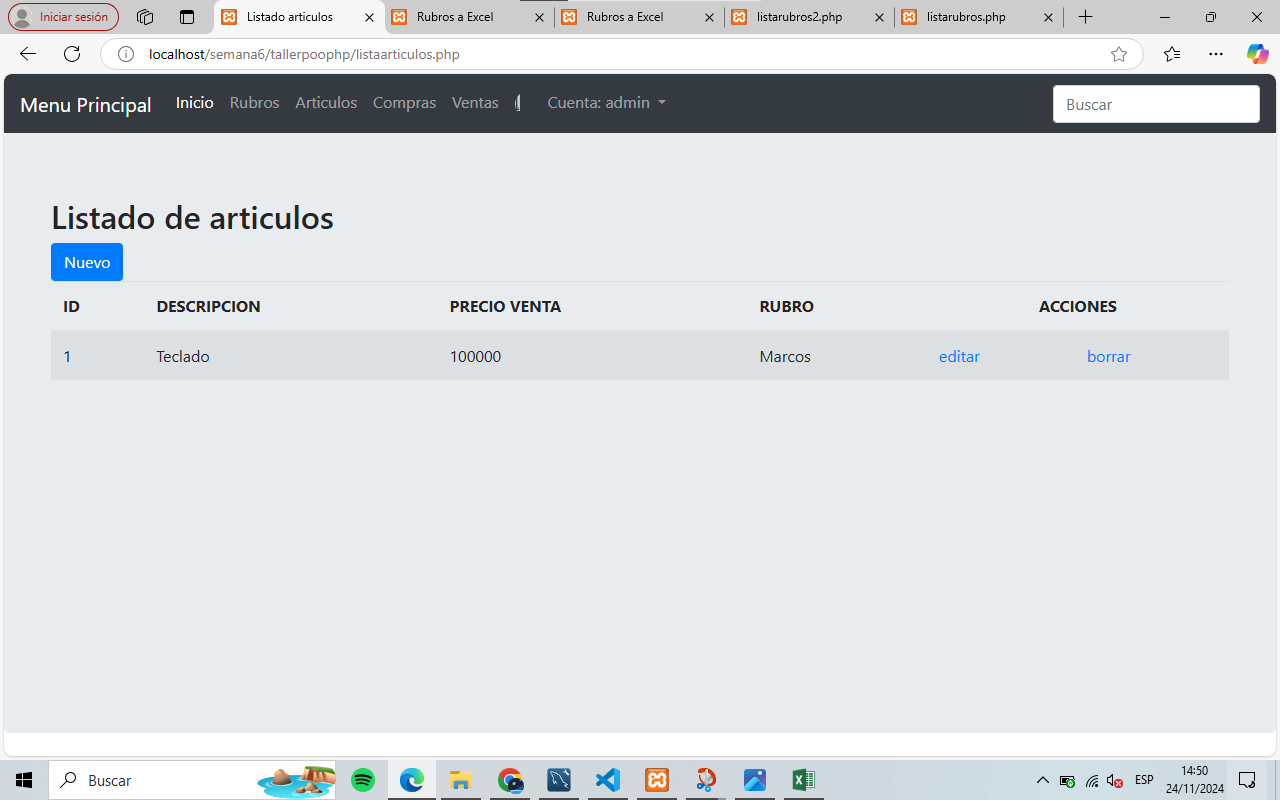 Iniciar sesión
Listado articulos
Rubros a Excel
Rubros a Excel
listarubros2.php
listarubros.php
localhost/semana6/tallerpoophp/listaarticulos.php
Menu Principal Inicio Rubros Articulos Compras Ventas Cuenta: admin Buscar
Listado de articulos
Nuevo
ID DESCRIPCION PRECIO VENTA RUBRO ACCIONES
1 Teclado 100000 Marcos editar borrar
Buscar
ESP
14:50
24/11/2024